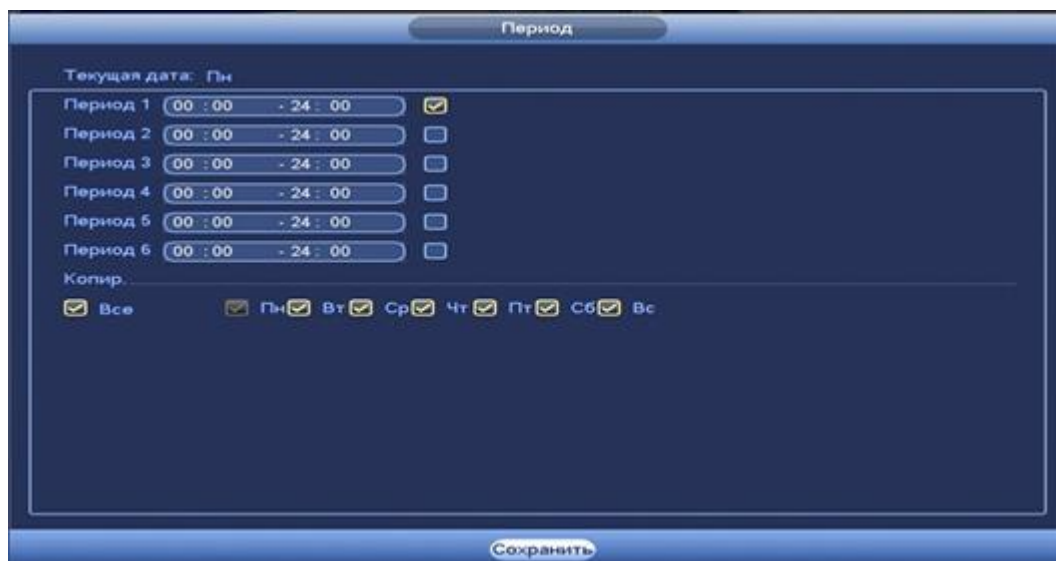 Период
Текущая дата: Пн
Период 1 00 : 00 - 24 : 00
Период 2 00 : 00 - 24 : 00
Период 3 00 : 00 - 24 : 00
Период 4 00 : 00 - 24 : 00
Период 5 00 : 00 - 24 : 00
Период 6 00 : 00 - 24 : 00
Копир.
Все Пн Вт Ср Чт Пт Сб Вс
Сохранить